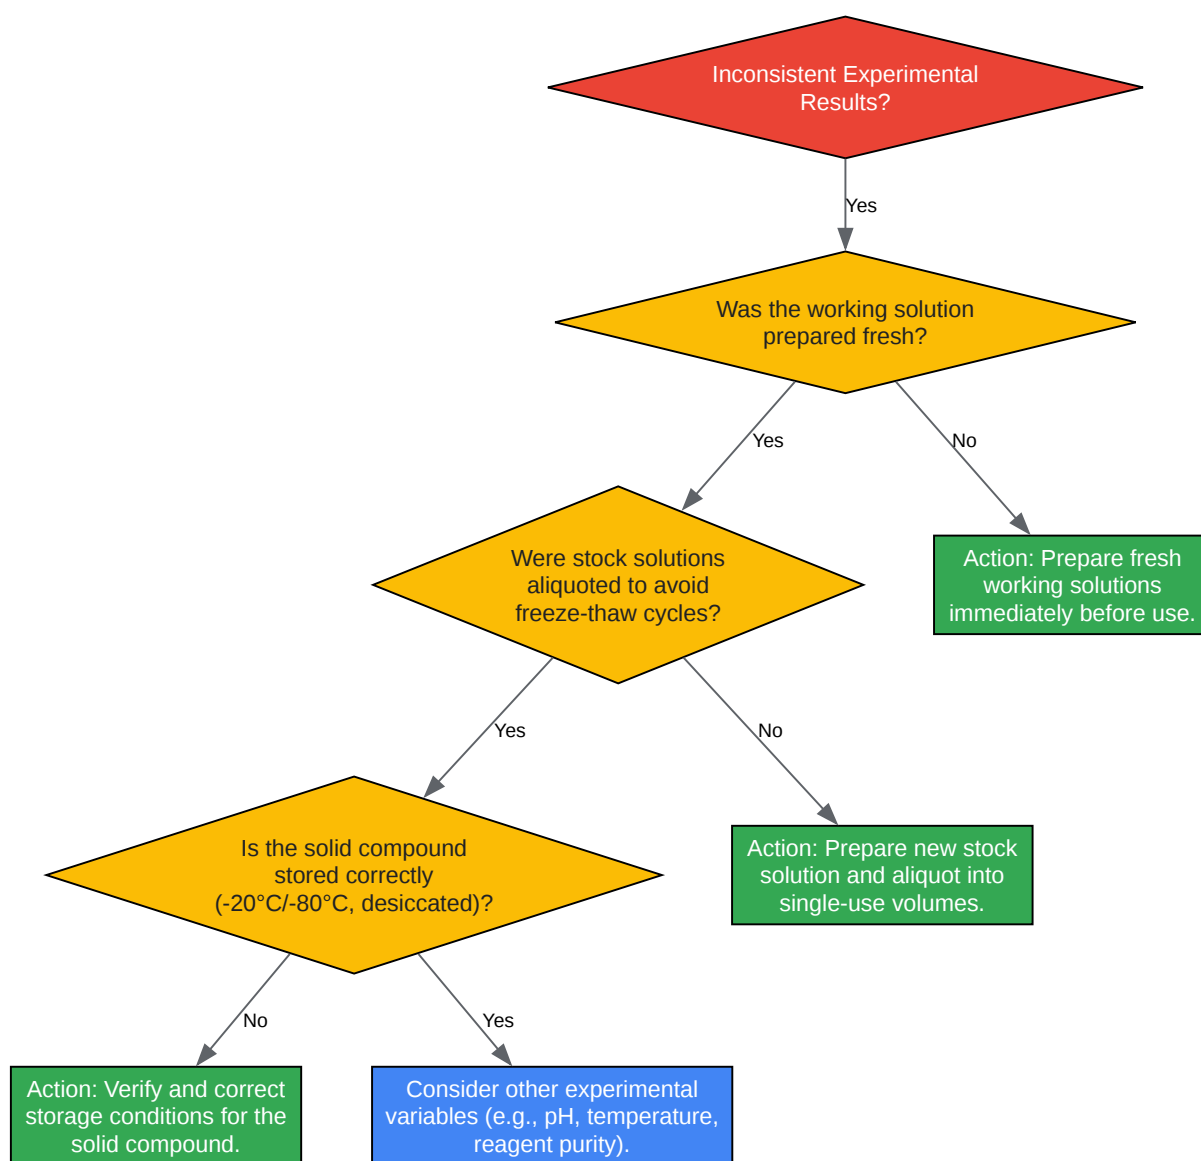 Inconsistent Experimental
Results?
Yes
Was the working solution
prepared fresh?
Yes
No
Were stock solutions
aliquoted to avoid
freeze-thaw cycles?
Action: Prepare fresh
working solutions
immediately before use.
Yes
No
Is the solid compound
stored correctly
(-20°C/-80°C, desiccated)?
Action: Prepare new stock
solution and aliquot into
single-use volumes.
No
Yes
Action: Verify and correct
storage conditions for the
solid compound.
Consider other experimental
variables (e.g., pH, temperature,
reagent purity).